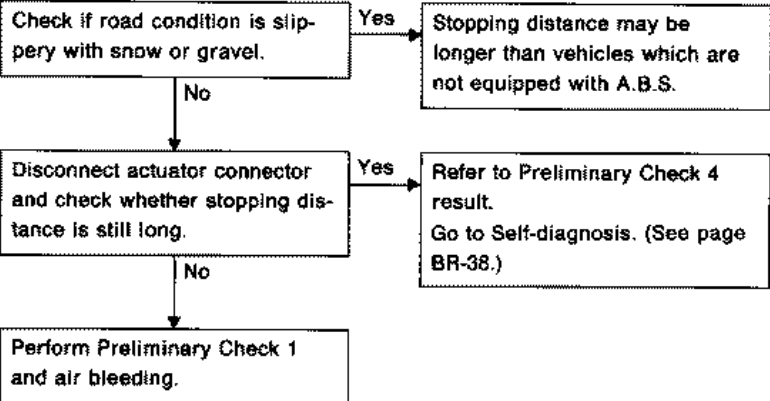 Check if road condition is slip-
pery with snow or gravel.
Yes
Stopping distance may be
longer than vehicles which are
not equipped with A.B.S.
No
Disconnect actuator connector
and check whether stopping dis-
tance is still long.
Yes
Refer to Preliminary Check 4
result.
Go to Self-diagnosis. (See page
BR-38.)
No
Perform Preliminary Check 1
and air bleeding.